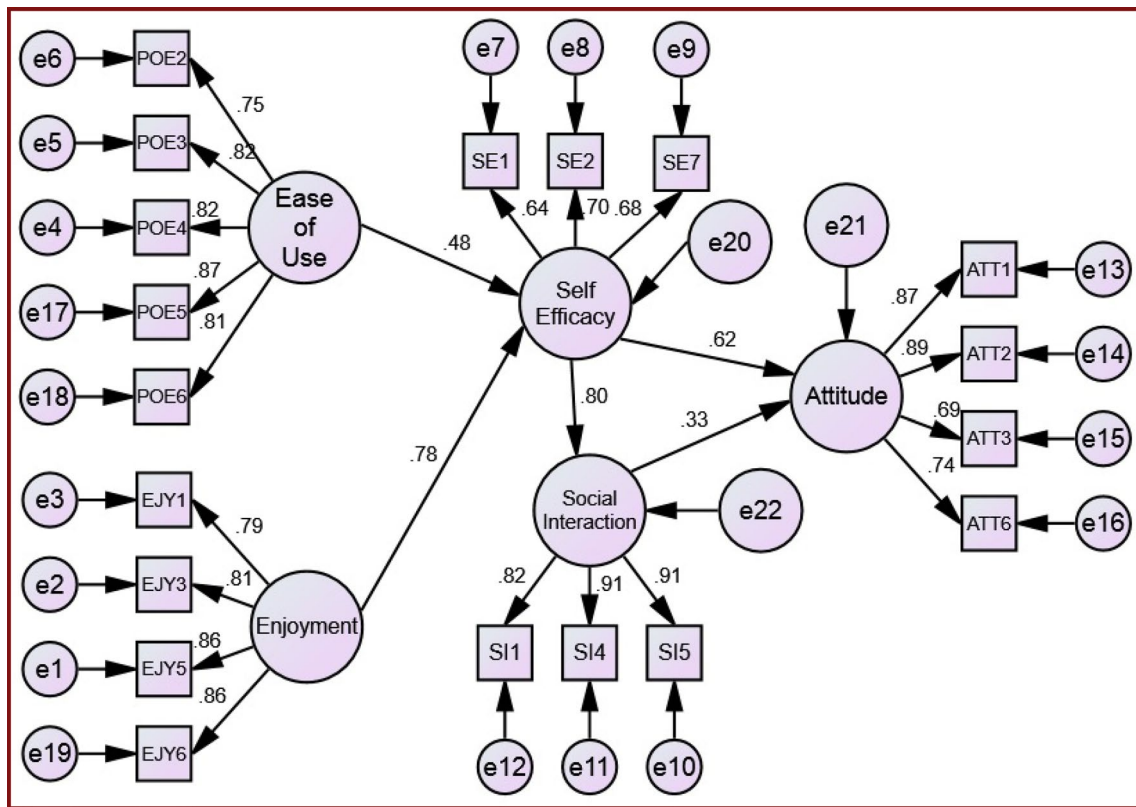 e6
POE2
.75
e5
POE3
.82
e4
POE4
.82
e17
POE5
.87
e18
POE6
.81
Ease
of
Use
.48
e3
EJY1
.79
e2
EJY3
.81
e1
EJY5
.86
e19
EJY6
.86
Enjoyment
.78
e7
e8
e9
SE1
SE2
SE7
.64
.70
.68
e20
Self
Efficacy
.62
.80
.33
Social
Interaction
e22
.82
.91
.91
SI1
SI4
SI5
e12
e11
e10
e21
Attitude
.87
ATT1
e13
.89
ATT2
e14
.69
ATT3
e15
.74
ATT6
e16